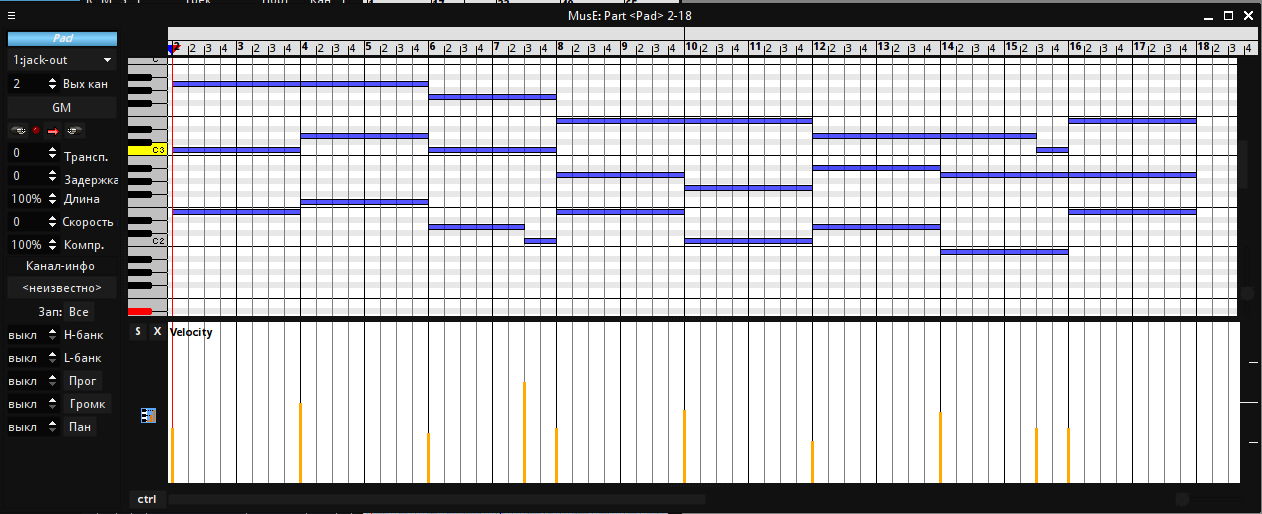 MusE: Part <Pad> 2-18
Pad
1:jack-out
2 Вых кан
GM
0 Трансп.
0 Задержка
100% Длина
0 Скорость
100% Компр.
Канал-инфо
<неизвестно>
Зап: Все
выкл H-банк
выкл L-банк
выкл Прог
выкл Громк
выкл Пан
2 2 3 4 3 2 3 4 4 2 3 4 5 2 3 4 6 2 3 4 7 2 3 4 8 2 3 4 9 2 3 4 10 2 3 4 11 2 3 4 12 2 3 4 13 2 3 4 14 2 3 4 15 2 3 4 16 2 3 4 17 2 3 4 18 2 3 4
C3
C2
S X Velocity
ctrl